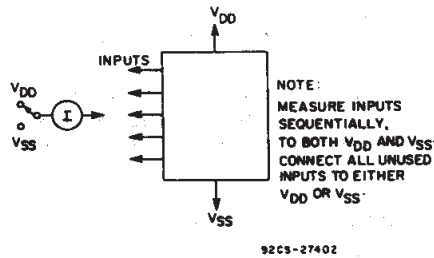 VDD
INPUTS
VDD
I
VSS
NOTE:
MEASURE INPUTS
SEQUENTIALLY,
TO BOTH VDD AND VSS.
CONNECT ALL UNUSED
INPUTS TO EITHER
VDD OR VSS.
VSS
92CS-27402